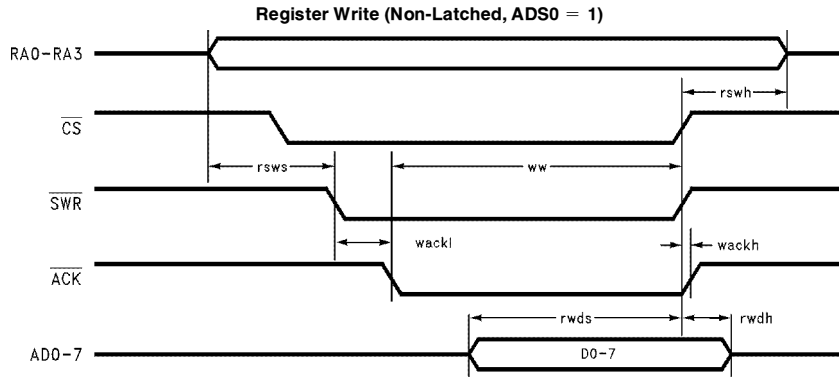 Register Write (Non-Latched, ADS0 = 1)
RA0-RA3
rswh
CS
rsws
ww
SWR
wackl
wackh
ACK
rwds
rwdh
AD0-7
D0-7